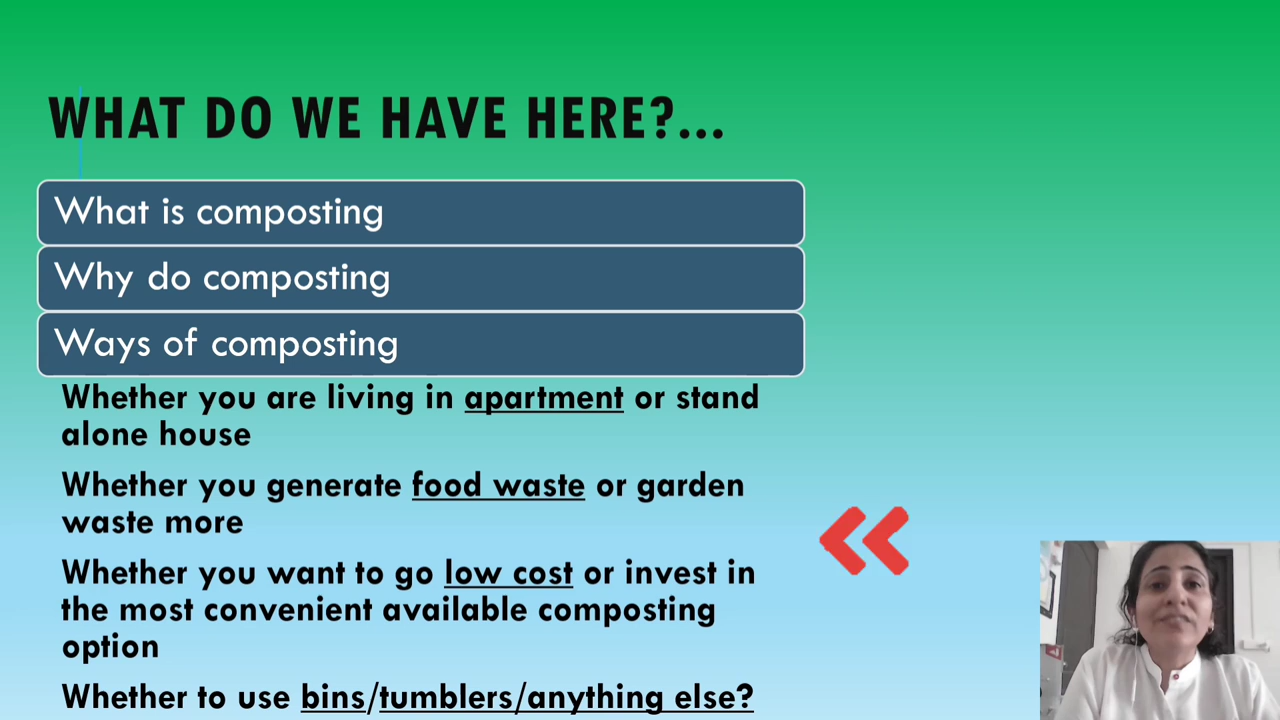 WHAT DO WE HAVE HERE?...
What is composting
Why do composting
Ways of composting
Whether you are living in apartment or stand
alone house
Whether you generate food waste or garden
waste more
Whether you want to go low cost or invest in
the most convenient available composting
option
Whether to use bins/tumblers/anything else?